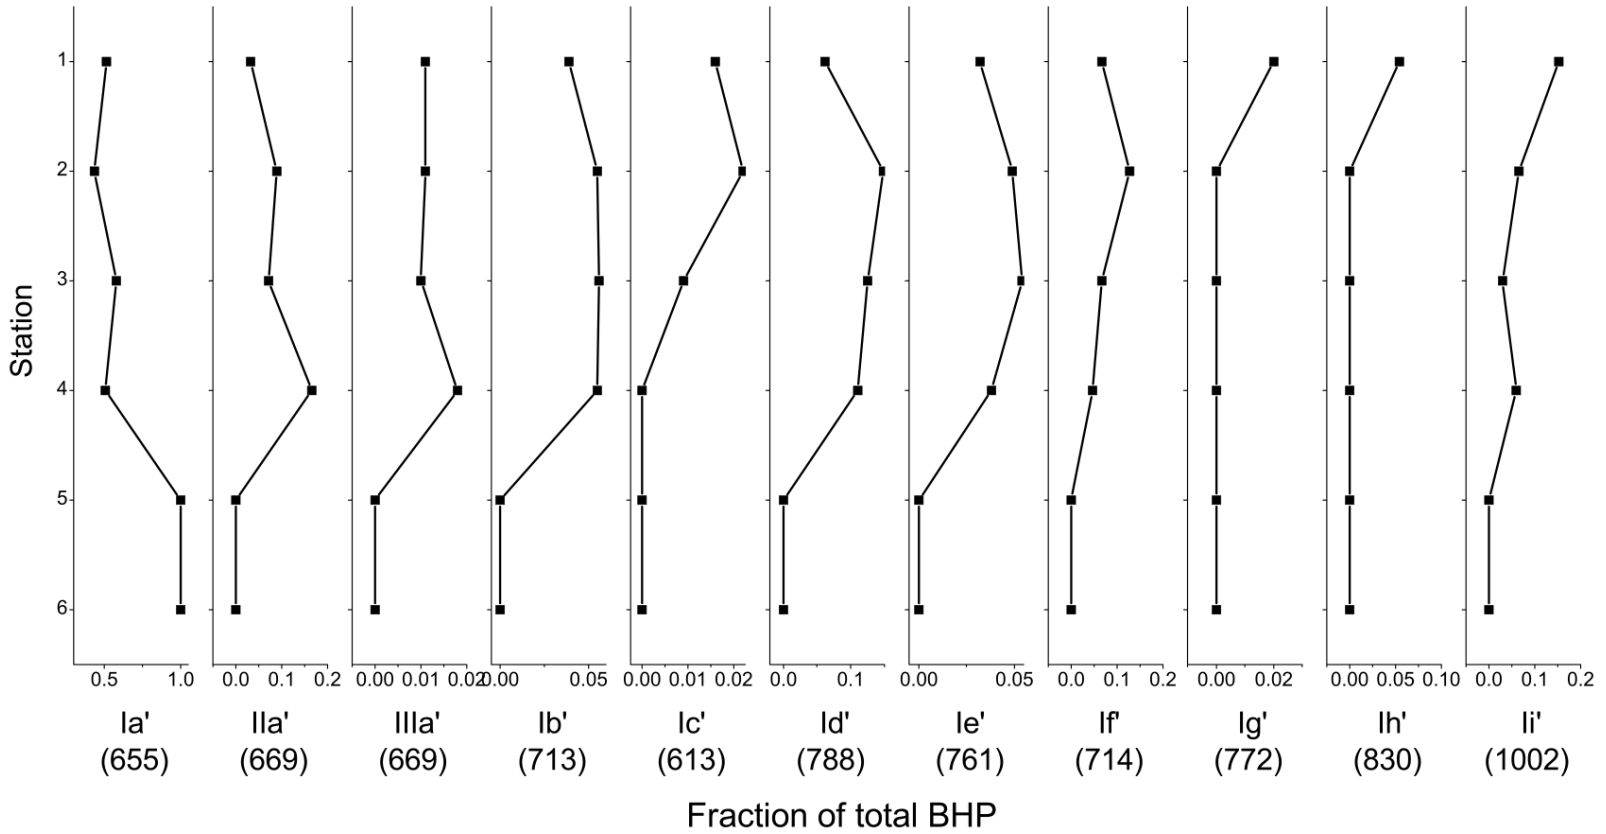 Station
1
2
3
4
5
6
0.5 1.0
0.0 0.1 0.2
0.00 0.01 0.02
0.00 0.05
0.00 0.01 0.02
0.0 0.1
0.00 0.05
0.0 0.1 0.2
0.00 0.02
0.00 0.05 0.10
0.0 0.1 0.2
Ia' IIa' IIIa' Ib' Ic' Id' Ie' If' Ig' Ih' Ii'
(655) (669) (669) (713) (613) (788) (761) (714) (772) (830) (1002)
Fraction of total BHP